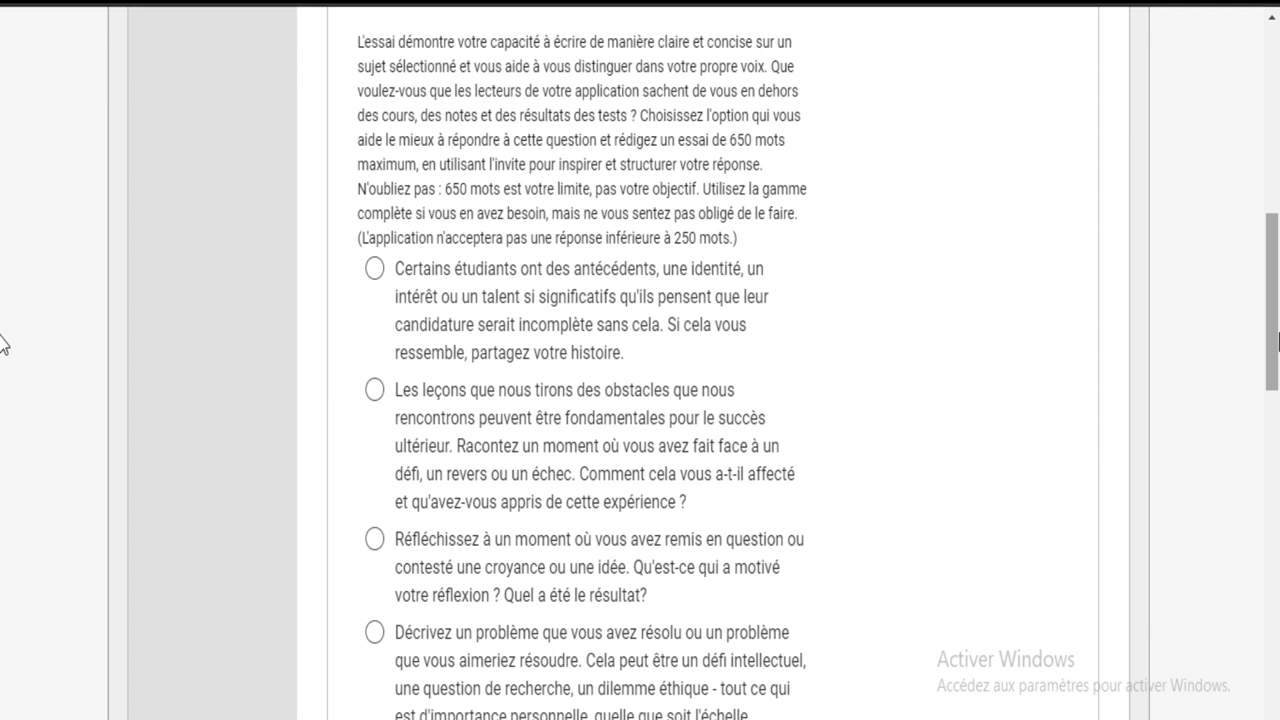 L'essai démontre votre capacité à écrire de manière claire et concise sur un
sujet sélectionné et vous aide à vous distinguer dans votre propre voix. Que
voulez-vous que les lecteurs de votre application sachent de vous en dehors
des cours, des notes et des résultats des tests ? Choisissez l'option qui vous
aide le mieux à répondre à cette question et rédigez un essai de 650 mots
maximum, en utilisant l'invite pour inspirer et structurer votre réponse.
N'oubliez pas : 650 mots est votre limite, pas votre objectif. Utilisez la gamme
complète si vous en avez besoin, mais ne vous sentez pas obligé de le faire.
(L'application n'acceptera pas une réponse inférieure à 250 mots.)
Certains étudiants ont des antécédents, une identité, un
intérêt ou un talent si significatifs qu'ils pensent que leur
candidature serait incomplète sans cela. Si cela vous
ressemble, partagez votre histoire.
Les leçons que nous tirons des obstacles que nous
rencontrons peuvent être fondamentales pour le succès
ultérieur. Racontez un moment où vous avez fait face à un
défi, un revers ou un échec. Comment cela vous a-t-il affecté
et qu'avez-vous appris de cette expérience ?
Réfléchissez à un moment où vous avez remis en question ou
contesté une croyance ou une idée. Qu'est-ce qui a motivé
votre réflexion ? Quel a été le résultat?
Décrivez un problème que vous avez résolu ou un problème
que vous aimeriez résoudre. Cela peut être un défi intellectuel,
une question de recherche, un dilemme éthique - tout ce qui
est d'importance personnelle, quelle que soit l'échelle.
Activer Windows
Accédez aux paramètres pour activer Windows.